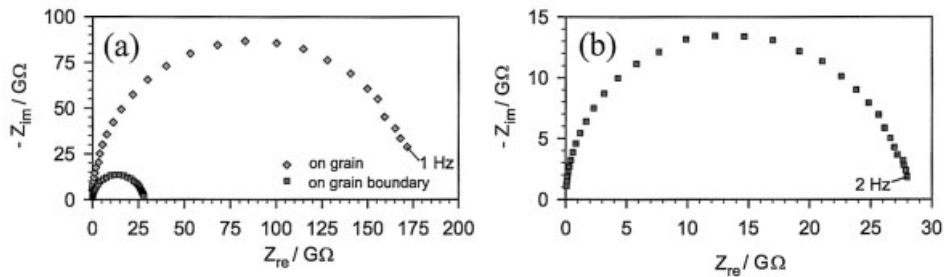 (a)
- Z_im / GΩ
100
75
50
25
0
0 25 50 75 100 125 150 175 200
Z_re / GΩ
1 Hz
on grain
on grain boundary
(b)
- Z_im / GΩ
15
10
5
0
0 5 10 15 20 25 30
Z_re / GΩ
2 Hz